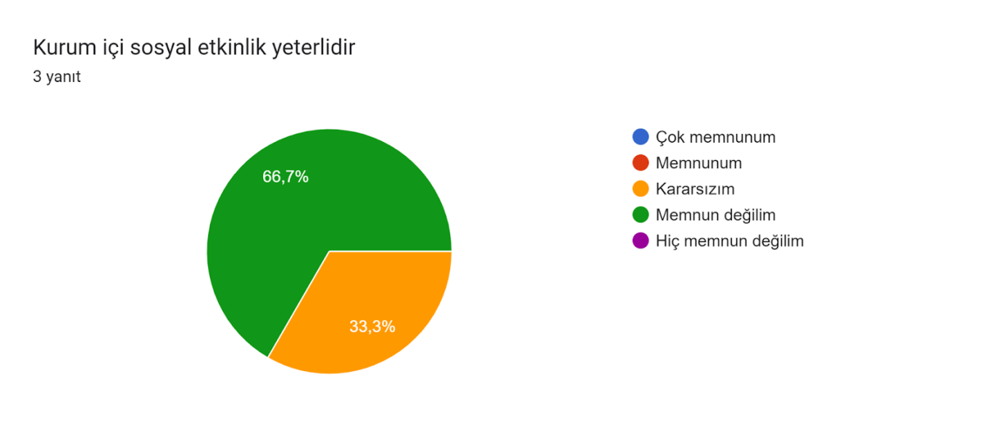 Kurum içi sosyal etkinlik yeterlidir
3 yanıt
66,7%
33,3%
Çok memnunum
Memnunum
Kararsızım
Memnun değilim
Hiç memnun değilim